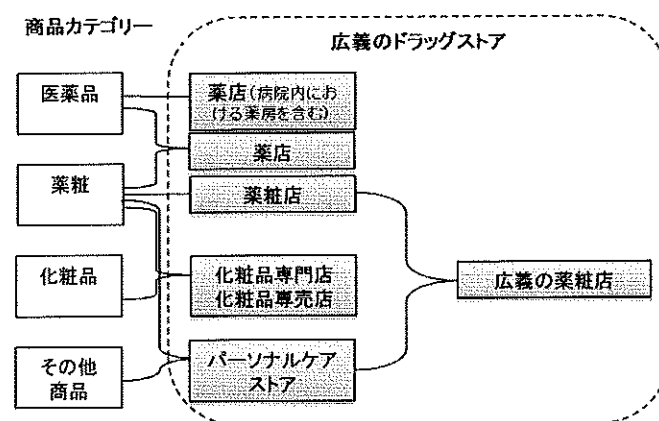 商品カテゴリー
広義のドラッグストア
医薬品
薬店(病院内にお
ける薬房を含む)
薬店
薬粧
薬粧店
化粧品
化粧品専門店
化粧品専売店
広義の薬粧店
その他
商品
パーソナルケア
ストア